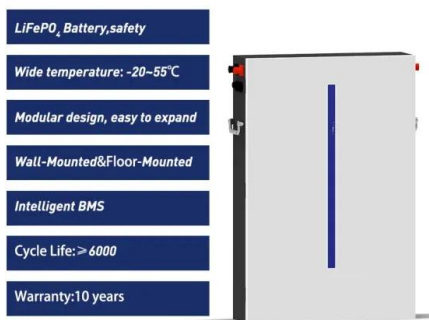 LiFePO4 Battery,safety
Wide temperature: -20~55℃
Modular design, easy to expand
Wall-Mounted&Floor-Mounted
Intelligent BMS
Cycle Life:≥6000
Warranty:10 years